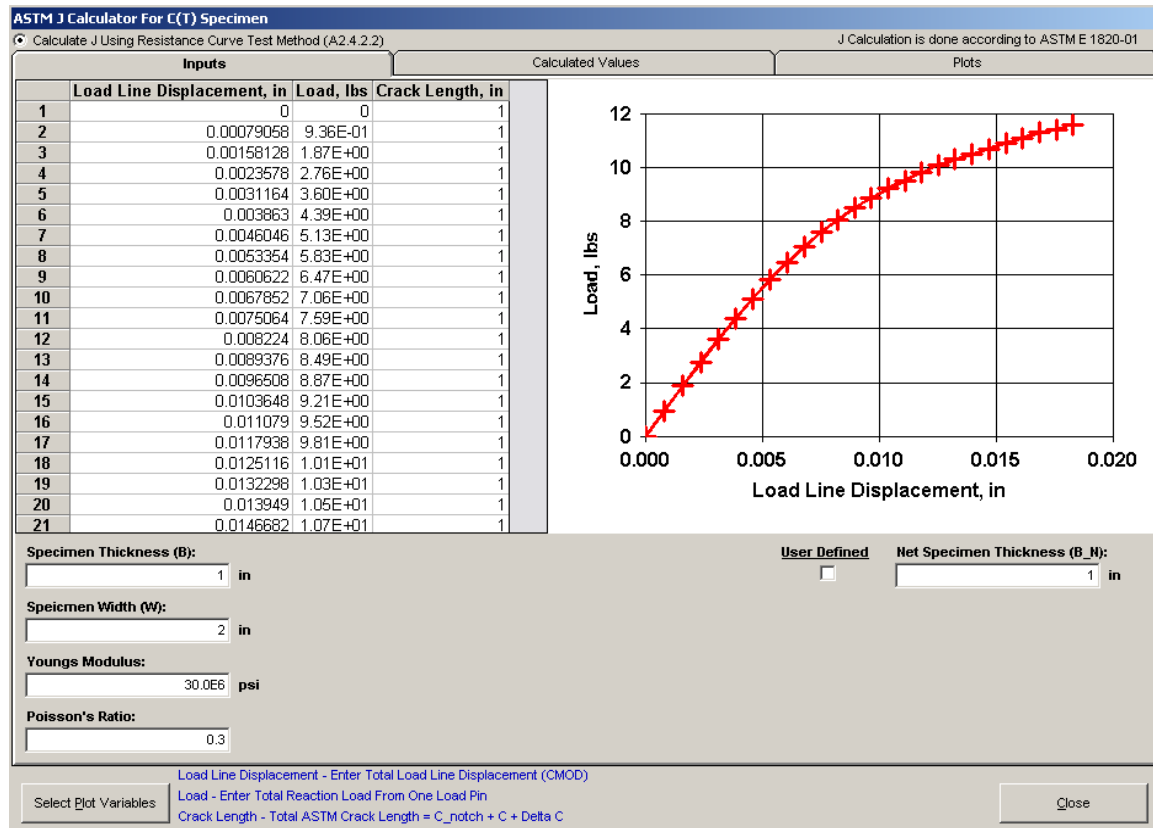 ASTM J Calculator For C(T) Specimen
Calculate J Using Resistance Curve Test Method (A2.4.2.2) J Calculation is done according to ASTM E 1820-01
Inputs Calculated Values Plots
Load Line Displacement, in Load, lbs Crack Length, in
1 0 0 1
2 0.00079058 9.36E-01 1
3 0.00158128 1.87E+00 1
4 0.0023578 2.76E+00 1
5 0.0031164 3.60E+00 1
6 0.003863 4.39E+00 1
7 0.0046046 5.13E+00 1
8 0.0053354 5.83E+00 1
9 0.0060622 6.47E+00 1
10 0.0067852 7.06E+00 1
11 0.0075064 7.59E+00 1
12 0.008224 8.06E+00 1
13 0.0089376 8.49E+00 1
14 0.0096508 8.87E+00 1
15 0.0103648 9.21E+00 1
16 0.011079 9.52E+00 1
17 0.0117938 9.81E+00 1
18 0.0125116 1.01E+01 1
19 0.0132298 1.03E+01 1
20 0.013949 1.05E+01 1
21 0.0146682 1.07E+01 1
12
10
8
6
4
2
0
Load, lbs
0.000 0.005 0.010 0.015 0.020
Load Line Displacement, in
Specimen Thickness (B):
1 in
Speicmen Width (W):
2 in
Youngs Modulus:
30.0E6 psi
Poisson's Ratio:
0.3
User Defined
Net Specimen Thickness (B_N):
1 in
Select Plot Variables
Load Line Displacement - Enter Total Load Line Displacement (CMOD)
Load - Enter Total Reaction Load From One Load Pin
Crack Length - Total ASTM Crack Length = C_notch + C + Delta C
Close